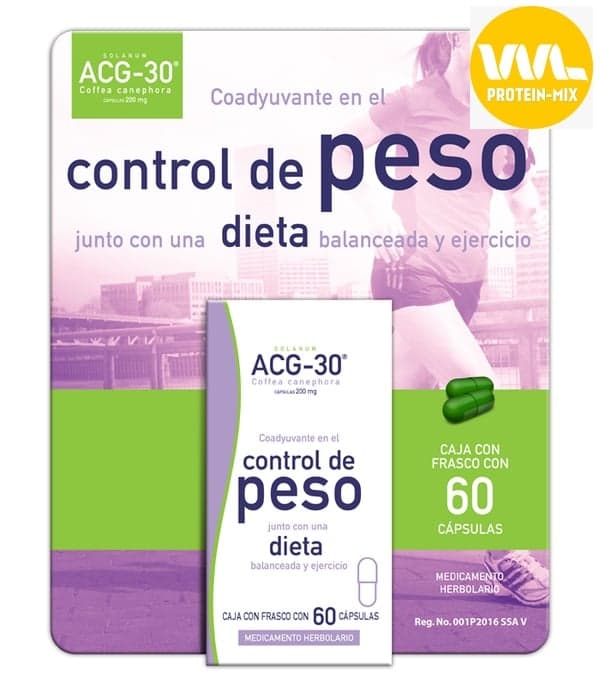 SOLANUM
ACG-30®
Coffea canephora
CÁPSULAS 200 mg
VML
PROTEIN-MIX
Coadyuvante en el
control de peso
junto con una dieta balanceada y ejercicio
SOLANUM
ACG-30®
Coffea canephora
CÁPSULAS 200 mg
Coadyuvante en el
control de
peso
junto con una
dieta
balanceada y ejercicio
CAJA CON FRASCO CON 60 CÁPSULAS
MEDICAMENTO HERBOLARIO
CAJA CON
FRASCO CON
60
CÁPSULAS
MEDICAMENTO
HERBOLARIO
Reg. No. 001P2016 SSA V